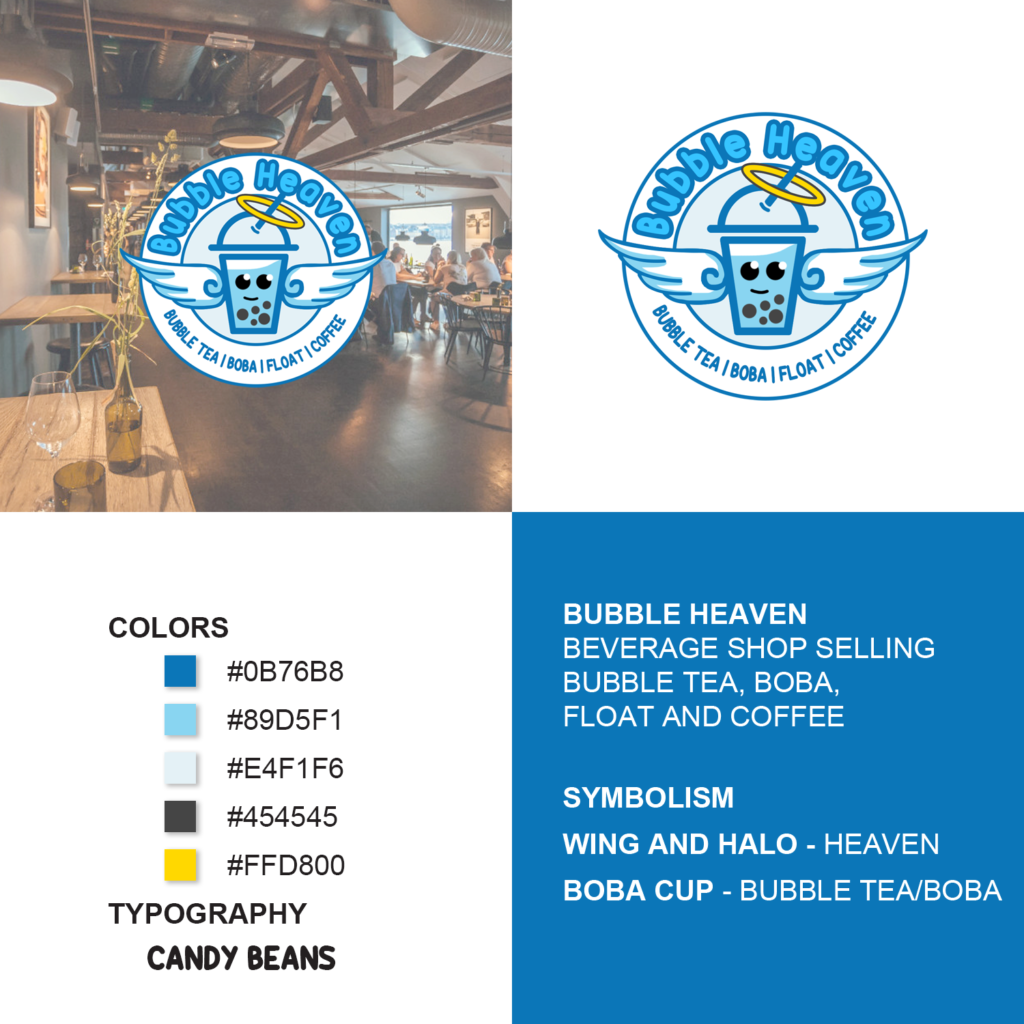 Bubble Heaven
BUBBLE TEA | BOBA | FLOAT | COFFEE
Bubble Heaven
BUBBLE TEA | BOBA | FLOAT | COFFEE
COLORS
#0B76B8
#89D5F1
#E4F1F6
#454545
#FFD800
TYPOGRAPHY
CANDY BEANS
BUBBLE HEAVEN
BEVERAGE SHOP SELLING
BUBBLE TEA, BOBA,
FLOAT AND COFFEE
SYMBOLISM
WING AND HALO - HEAVEN
BOBA CUP - BUBBLE TEA/BOBA